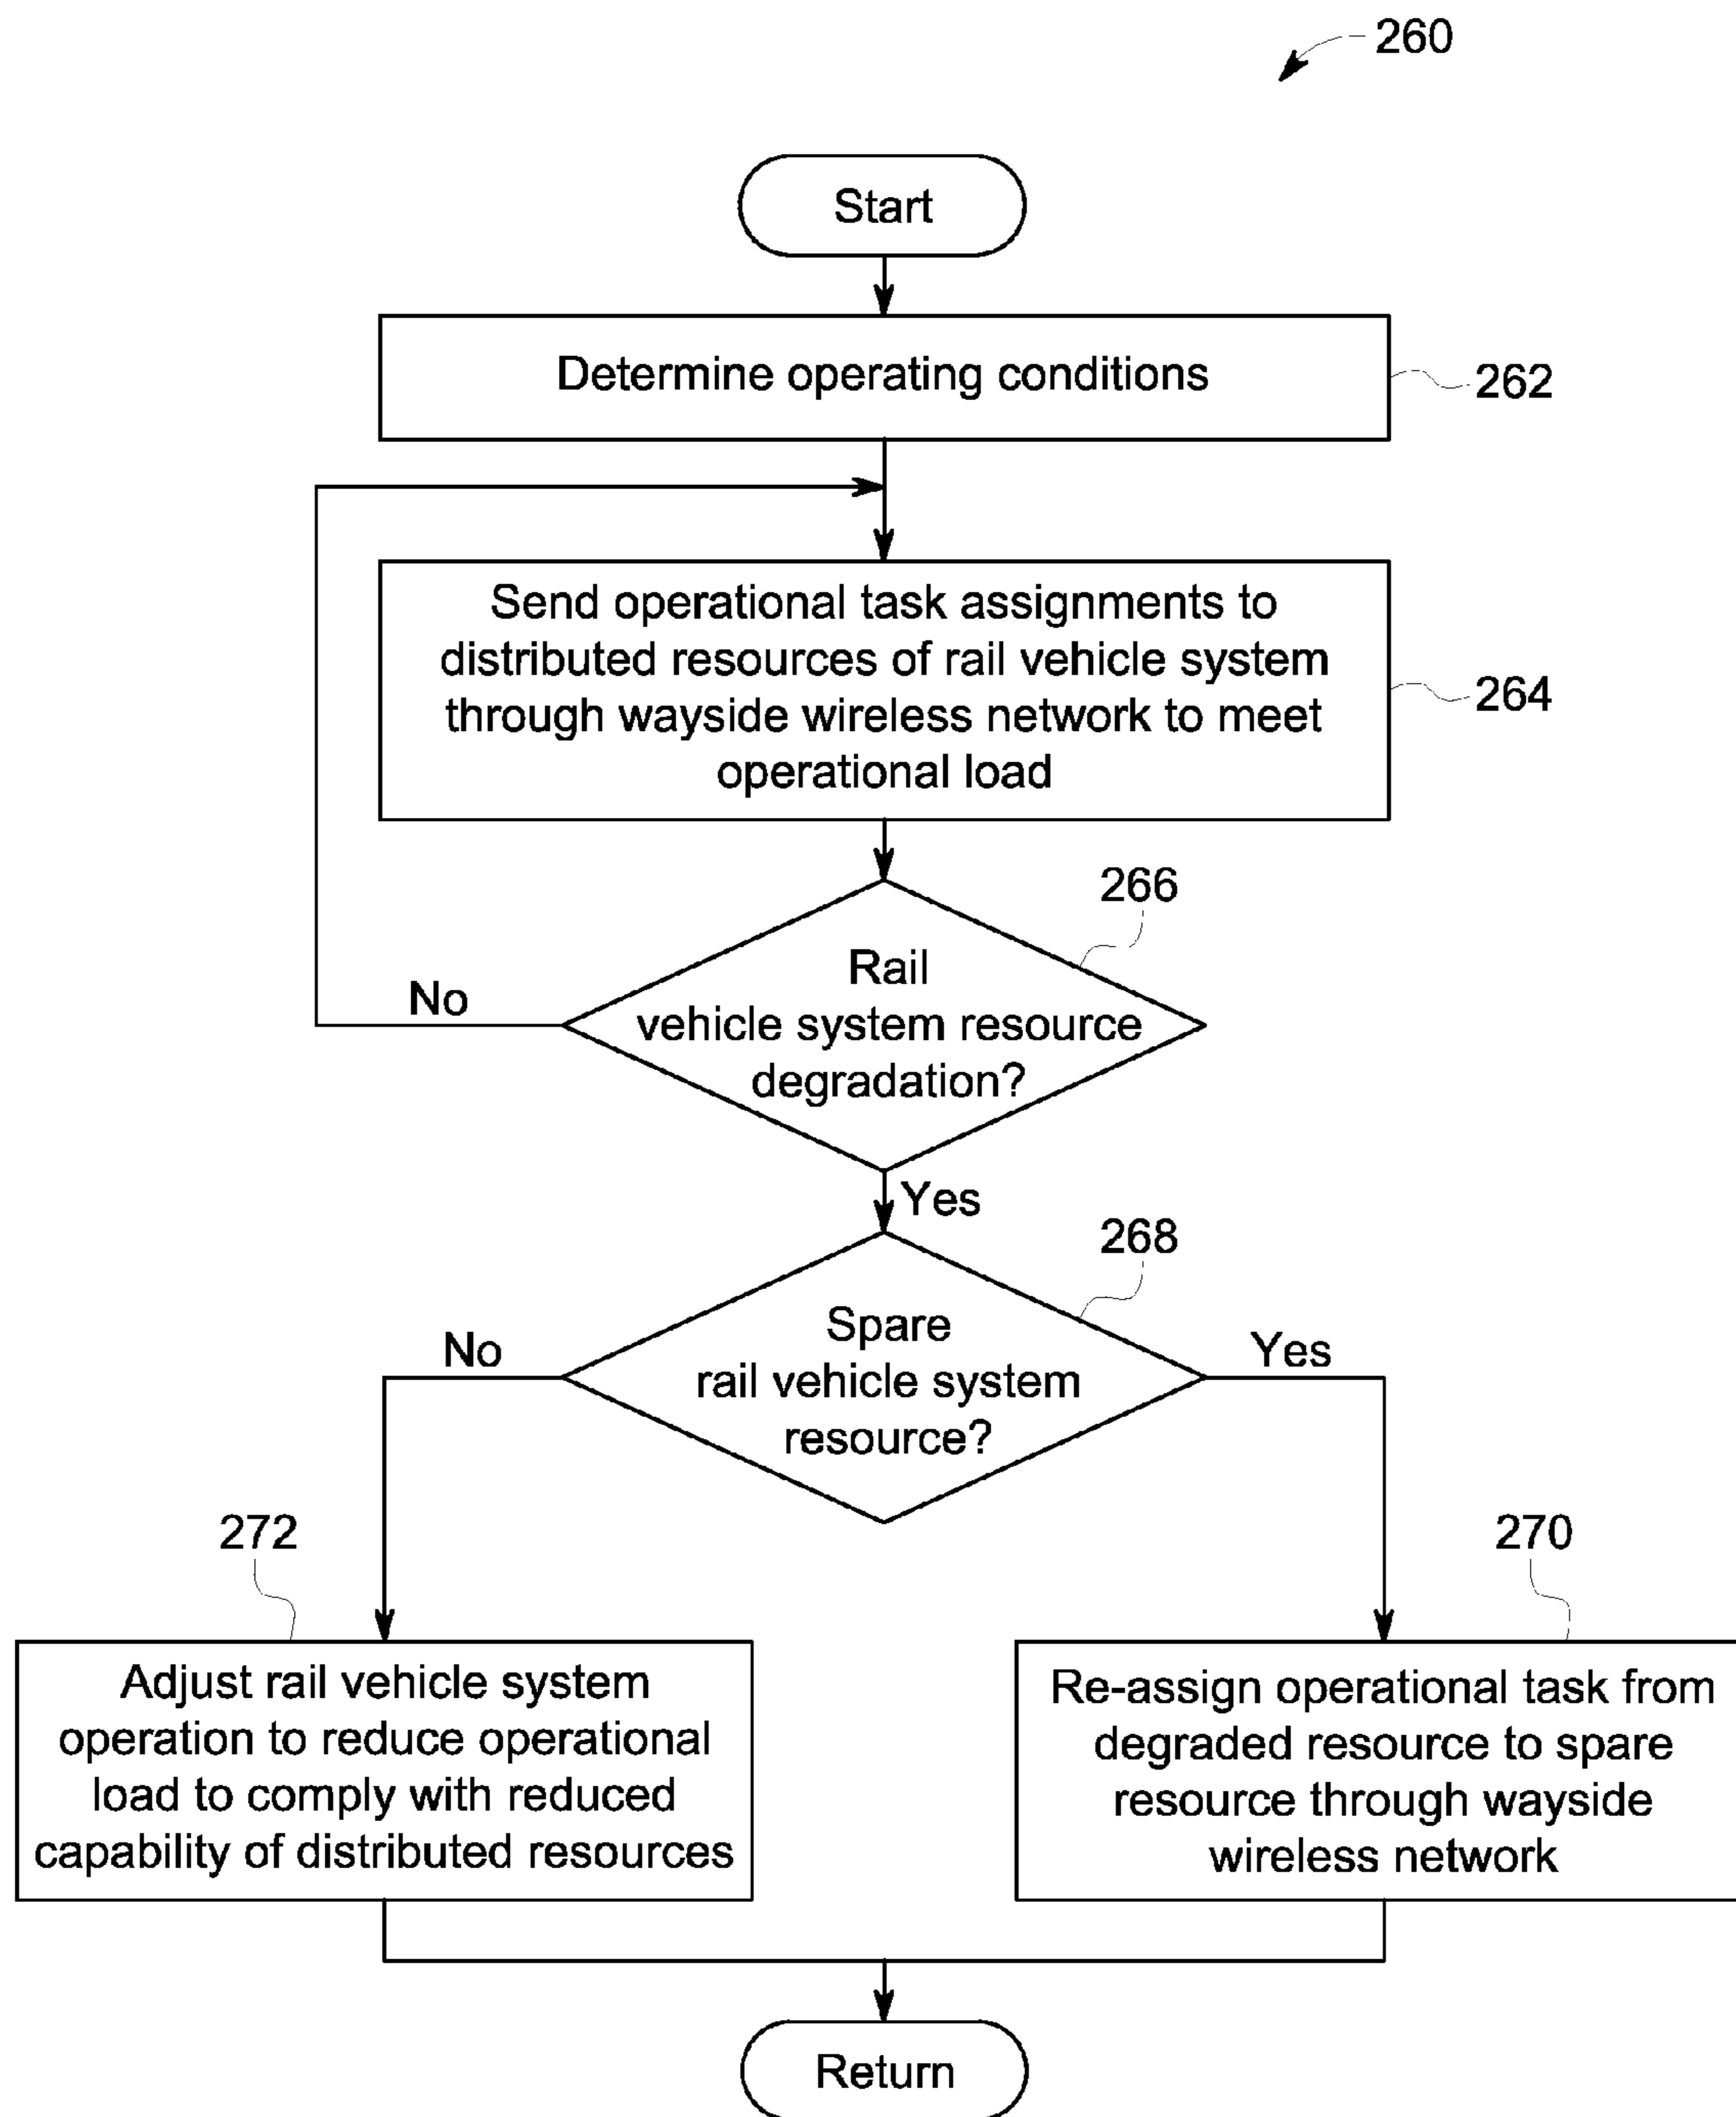 260
Start
Determine operating conditions
262
Send operational task assignments to
distributed resources of rail vehicle system
through wayside wireless network to meet
operational load
264
266
Rail
vehicle system resource
degradation?
No
Yes
268
Spare
rail vehicle system
resource?
No
Yes
272
270
Adjust rail vehicle system
operation to reduce operational
load to comply with reduced
capability of distributed resources
Re-assign operational task from
degraded resource to spare
resource through wayside
wireless network
Return